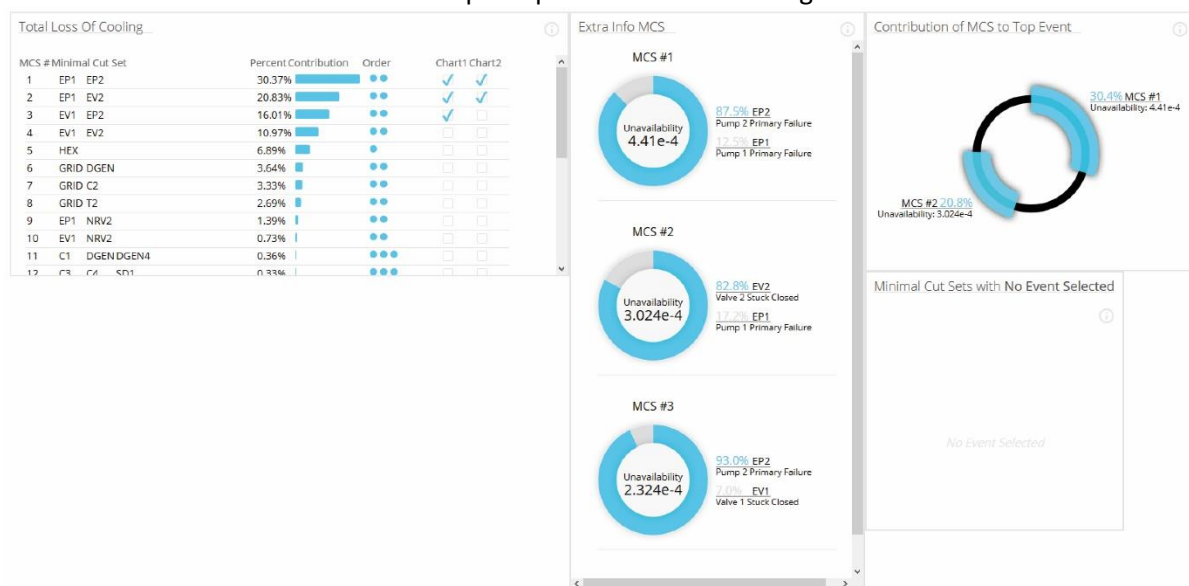 Total Loss Of Cooling
MCS # Minimal Cut Set Percent Contribution Order Chart1 Chart2
1 EP1 EP2 30.37%
2 EP1 EV2 20.83%
3 EV1 EP2 16.01%
4 EV1 EV2 10.97%
5 HEX 6.89%
6 GRID DGEN 3.64%
7 GRID C2 3.33%
8 GRID T2 2.69%
9 EP1 NRV2 1.39%
10 EV1 NRV2 0.73%
11 C1 DGEN DGEN4 0.36%
12 C3 C4 SD1 0.33%
Extra Info MCS
MCS #1
Unavailability
4.41e-4
87.5% EP2
Pump 2 Primary Failure
12.5% EP1
Pump 1 Primary Failure
MCS #2
Unavailability
3.024e-4
82.8% EV2
Valve 2 Stuck Closed
17.2% EP1
Pump 1 Primary Failure
MCS #3
Unavailability
2.324e-4
93.0% EP2
Pump 2 Primary Failure
7.0% EV1
Valve 1 Stuck Closed
Contribution of MCS to Top Event
30.4% MCS #1
Unavailability: 4.41e-4
MCS #2 20.8%
Unavailability: 3.024e-4
Minimal Cut Sets with No Event Selected
No Event Selected